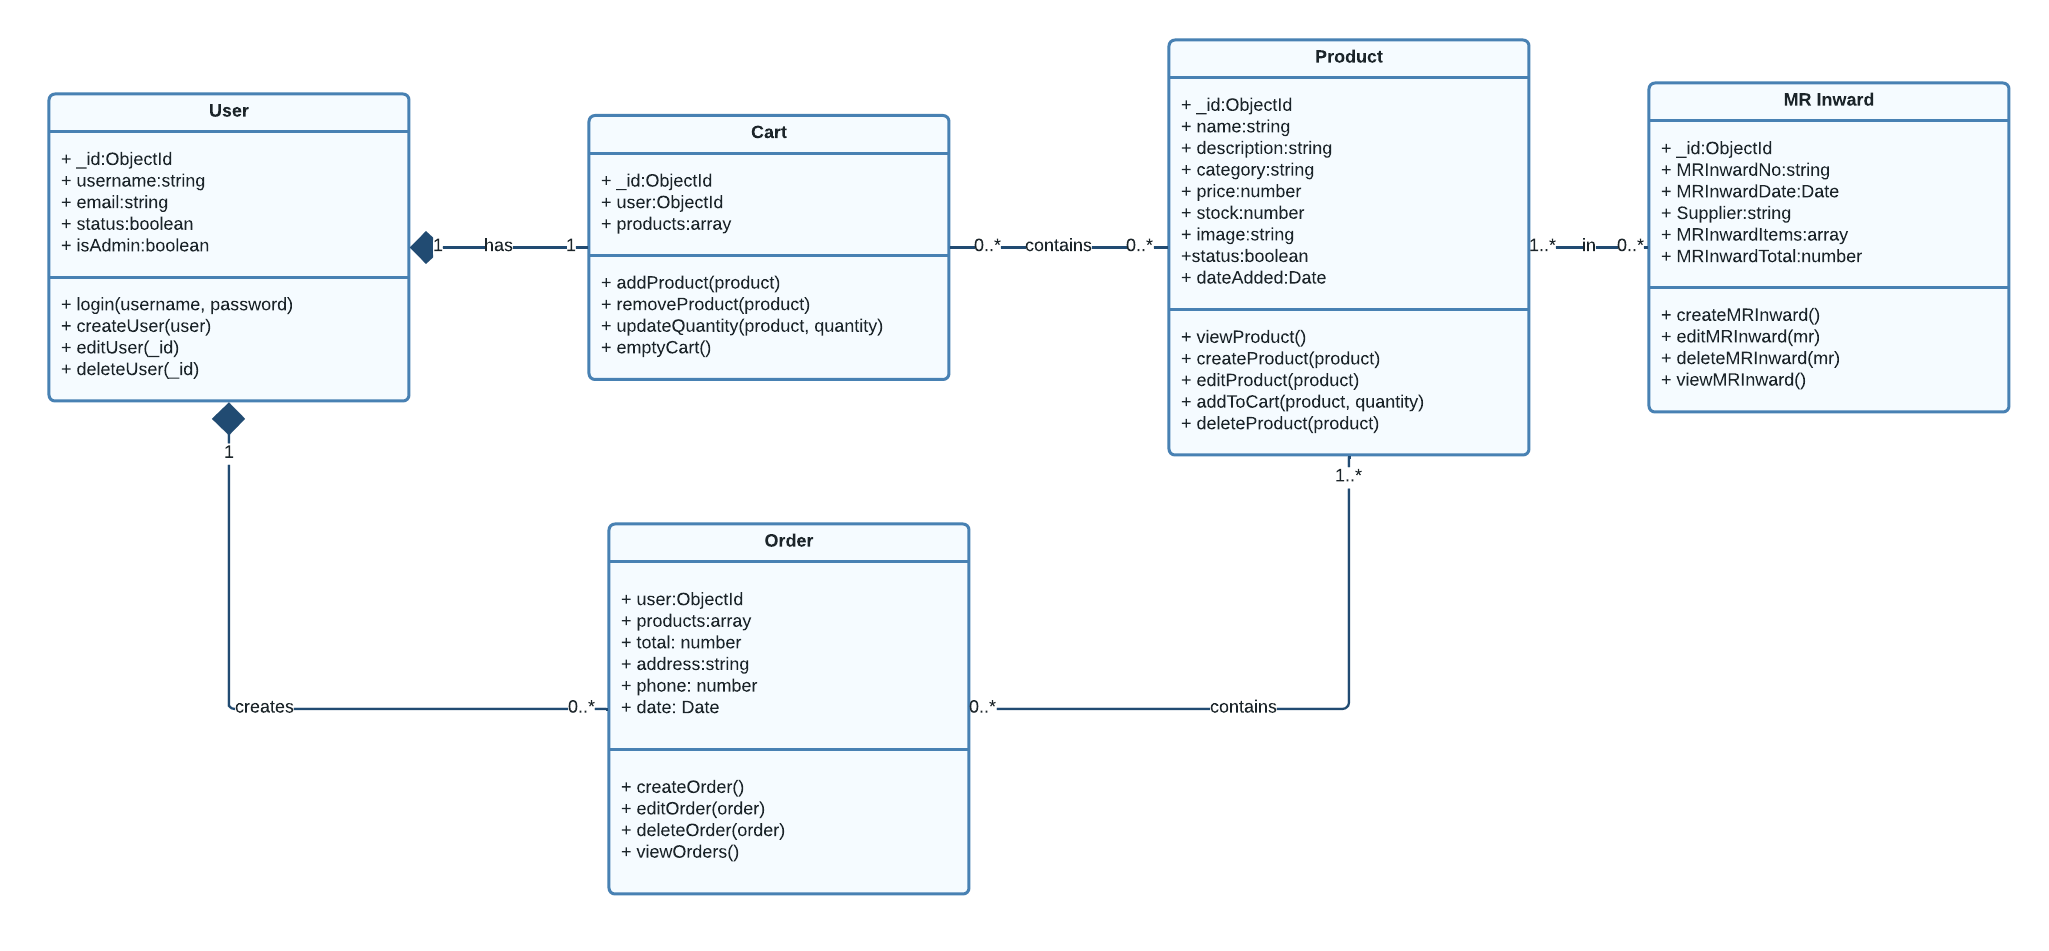 User
+ _id:ObjectId
+ username:string
+ email:string
+ status:boolean
+ isAdmin:boolean
+ login(username, password)
+ createUser(user)
+ editUser(_id)
+ deleteUser(_id)
1
has
1
Cart
+ _id:ObjectId
+ user:ObjectId
+ products:array
+ addProduct(product)
+ removeProduct(product)
+ updateQuantity(product, quantity)
+ emptyCart()
0..*
contains
0..*
Product
+ _id:ObjectId
+ name:string
+ description:string
+ category:string
+ price:number
+ stock:number
+ image:string
+status:boolean
+ dateAdded:Date
+ viewProduct()
+ createProduct(product)
+ editProduct(product)
+ addToCart(product, quantity)
+ deleteProduct(product)
1..*
in
0..*
MR Inward
+ _id:ObjectId
+ MRInwardNo:string
+ MRInwardDate:Date
+ Supplier:string
+ MRInwardItems:array
+ MRInwardTotal:number
+ createMRInward()
+ editMRInward(mr)
+ deleteMRInward(mr)
+ viewMRInward()
1
creates
0..*
Order
+ user:ObjectId
+ products:array
+ total: number
+ address:string
+ phone: number
+ date: Date
+ createOrder()
+ editOrder(order)
+ deleteOrder(order)
+ viewOrders()
0..*
contains
1..*